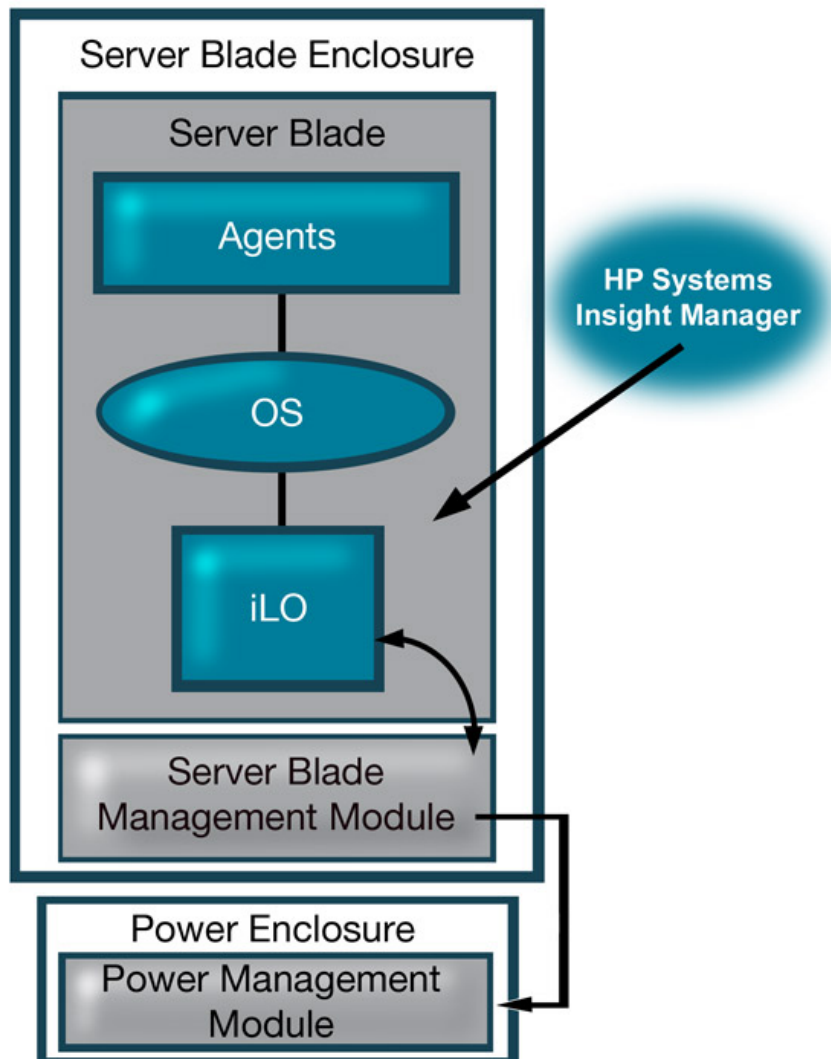 Server Blade Enclosure
Server Blade
Agents
HP Systems
Insight Manager
OS
iLO
Server Blade
Management Module
Power Enclosure
Power Management
Module